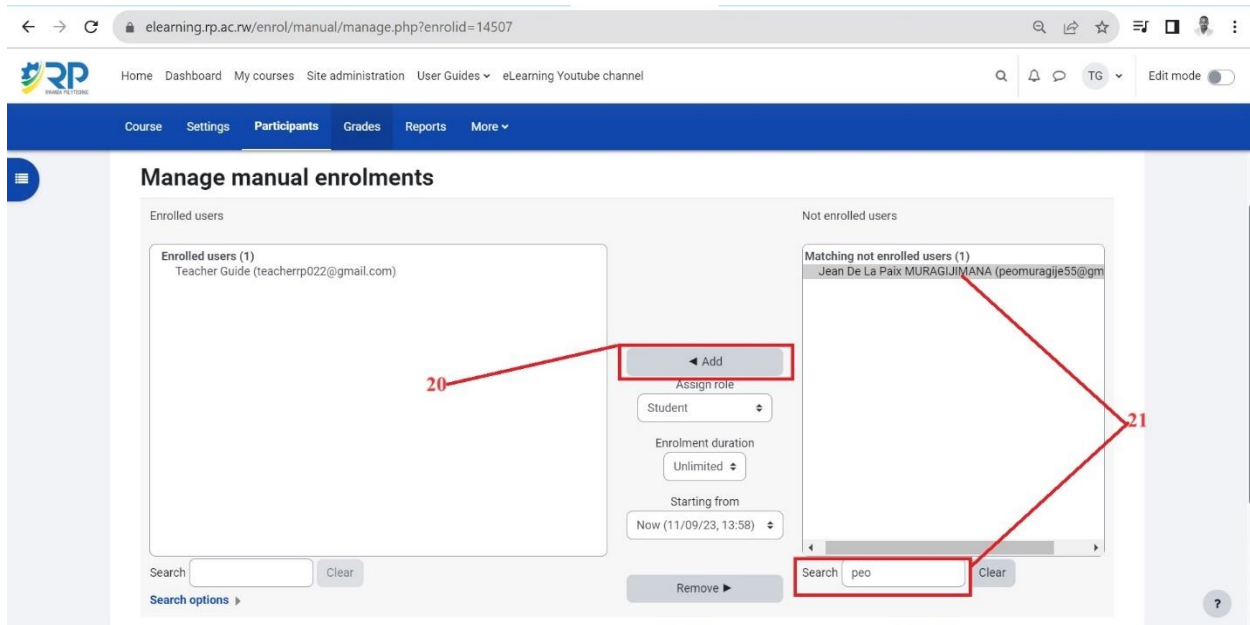 elearning.rp.ac.rw/enrol/manual/manage.php?enrolid=14507
RP
RWANDA POLYTECHNIC
Home Dashboard My courses Site administration User Guides eLearning Youtube channel TG Edit mode
Course Settings Participants Grades Reports More
Manage manual enrolments
Enrolled users
Enrolled users (1)
Teacher Guide (teacherrp022@gmail.com)
20
◄ Add
Assign role
Student
Enrolment duration
Unlimited
Starting from
Now (11/09/23, 13:58)
Remove ►
Not enrolled users
Matching not enrolled users (1)
Jean De La Paix MURAGIJIMANA (peomuragije55@gm
21
Search Clear
Search options
Search peo Clear
?